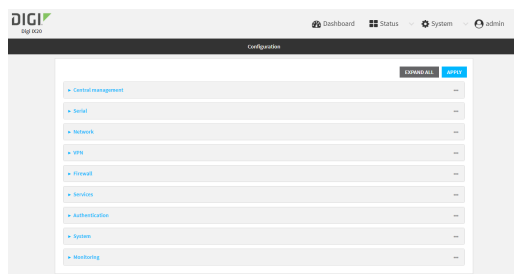 DIGI
Digi IX20
Dashboard
Status
System
admin
Configuration
EXPAND ALL
APPLY
Central management
Serial
Network
VPN
Firewall
Services
Authentication
System
Monitoring